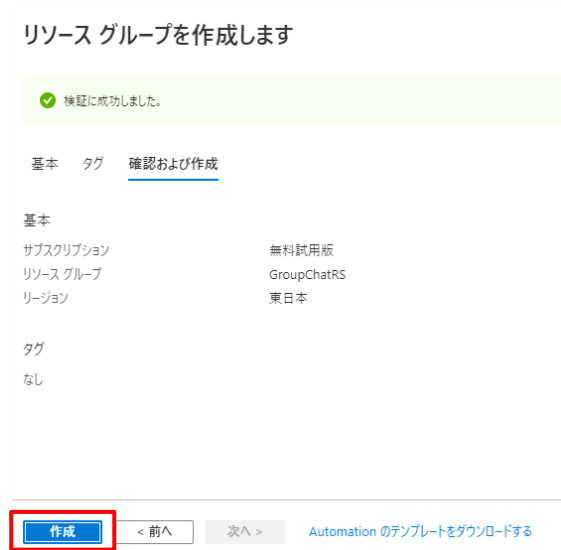 リソース グループを作成します
検証に成功しました。
基本 タグ 確認および作成
基本
サブスクリプション 無料試用版
リソース グループ GroupChatRS
リージョン 東日本
タグ
なし
作成 < 前へ 次へ > Automation のテンプレートをダウンロードする